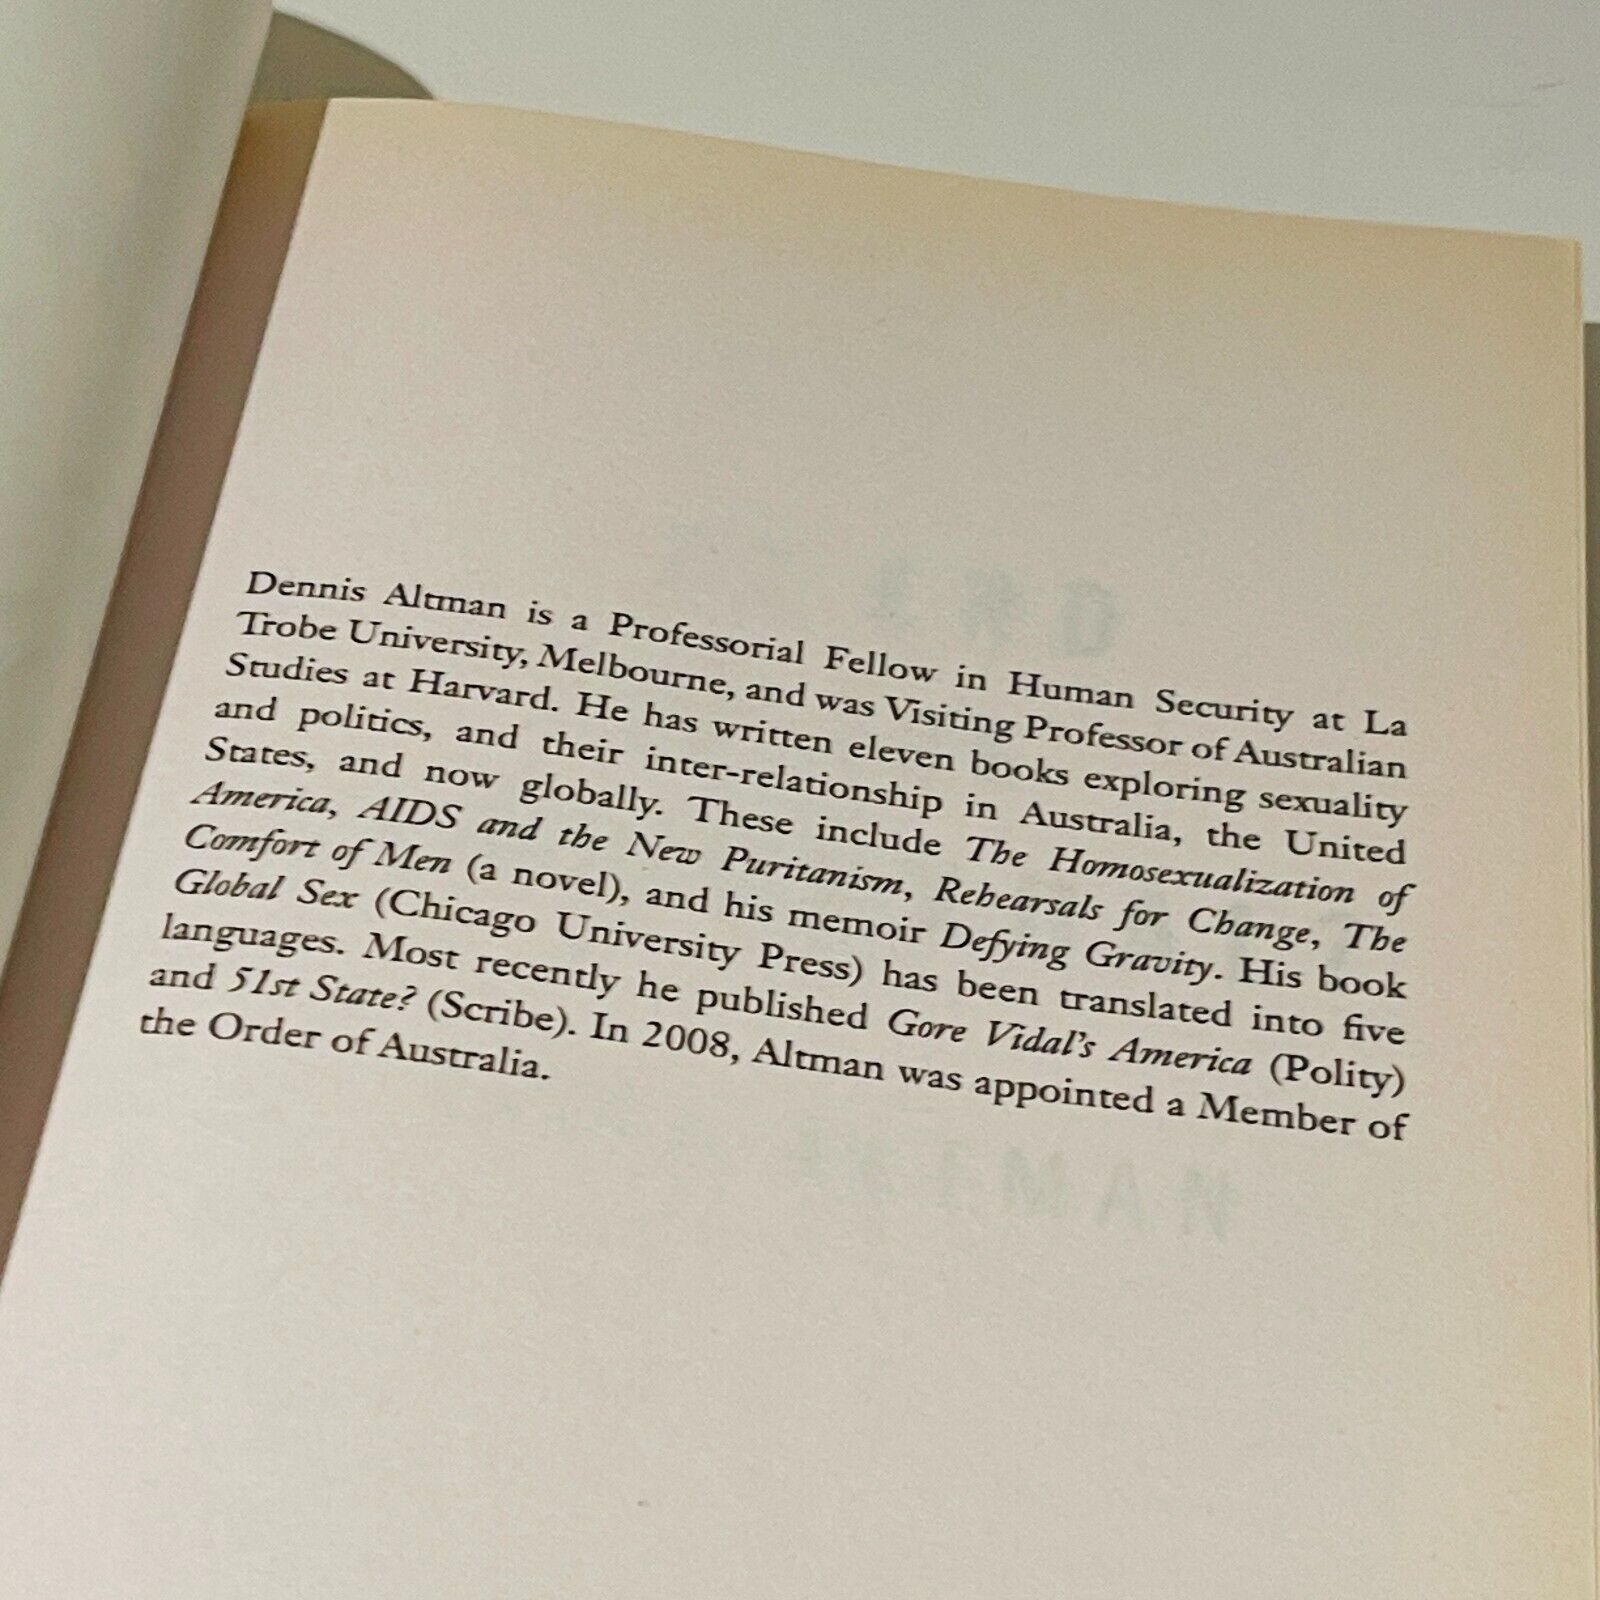 Dennis Altman is a Professorial Fellow in Human Security at La
Trobe University, Melbourne, and was Visiting Professor of Australian
Studies at Harvard. He has written eleven books exploring sexuality
and politics, and their inter-relationship in Australia, the United
States, and now globally. These include The Homosexualization of
America, AIDS and the New Puritanism, Rehearsals for Change, The
Comfort of Men (a novel), and his memoir Defying Gravity. His book
Global Sex (Chicago University Press) has been translated into five
languages. Most recently he published Gore Vidal's America (Polity)
and 51st State? (Scribe). In 2008, Altman was appointed a Member of
the Order of Australia.